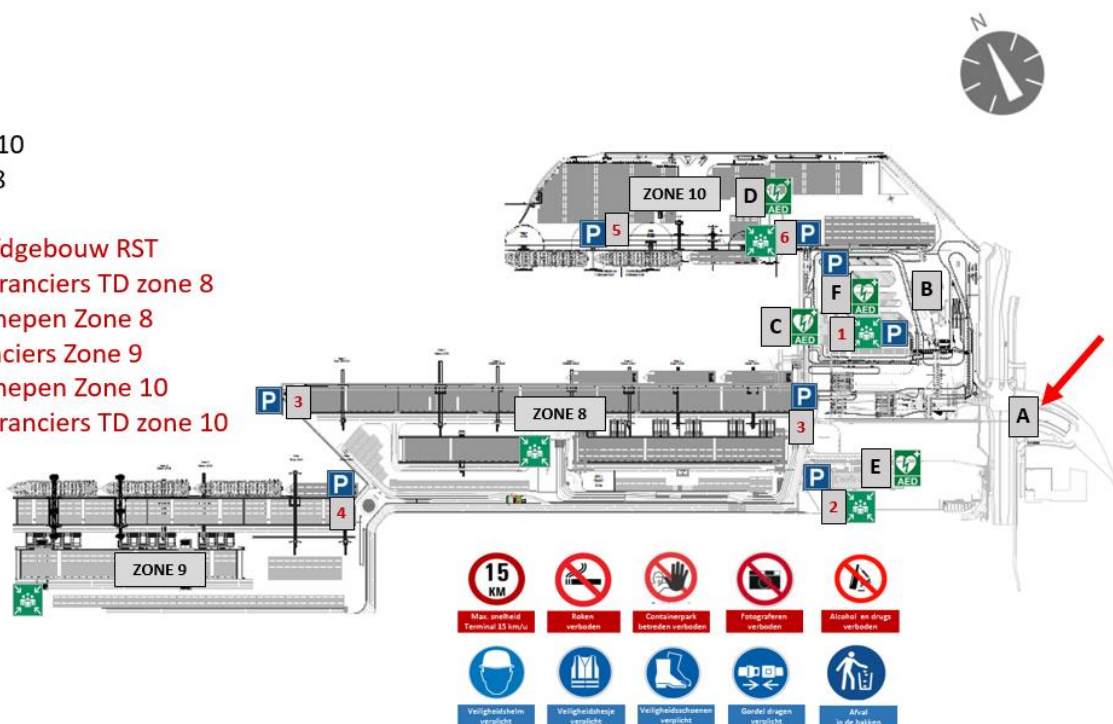 N
10
8
fdgebouw RST
ranciers TD zone 8
hepen Zone 8
nciers Zone 9
hepen Zone 10
ranciers TD zone 10
ZONE 10
D
AED
P
5
6
P
P
F
AED
B
C
AED
1
P
A
P
3
ZONE 8
P
3
E
AED
P
2
P
4
ZONE 9
15
KM
Max. snelheid
Terminal 15 km/u
Roken
verboden
Containerpark
betreden verboden
Fotograferen
verboden
Alcohol en drugs
verboden
Veiligheidshelm
verplicht
Veiligheidshesje
verplicht
Veiligheidsschoenen
verplicht
Gordel dragen
verplicht
Afval
in de bakken